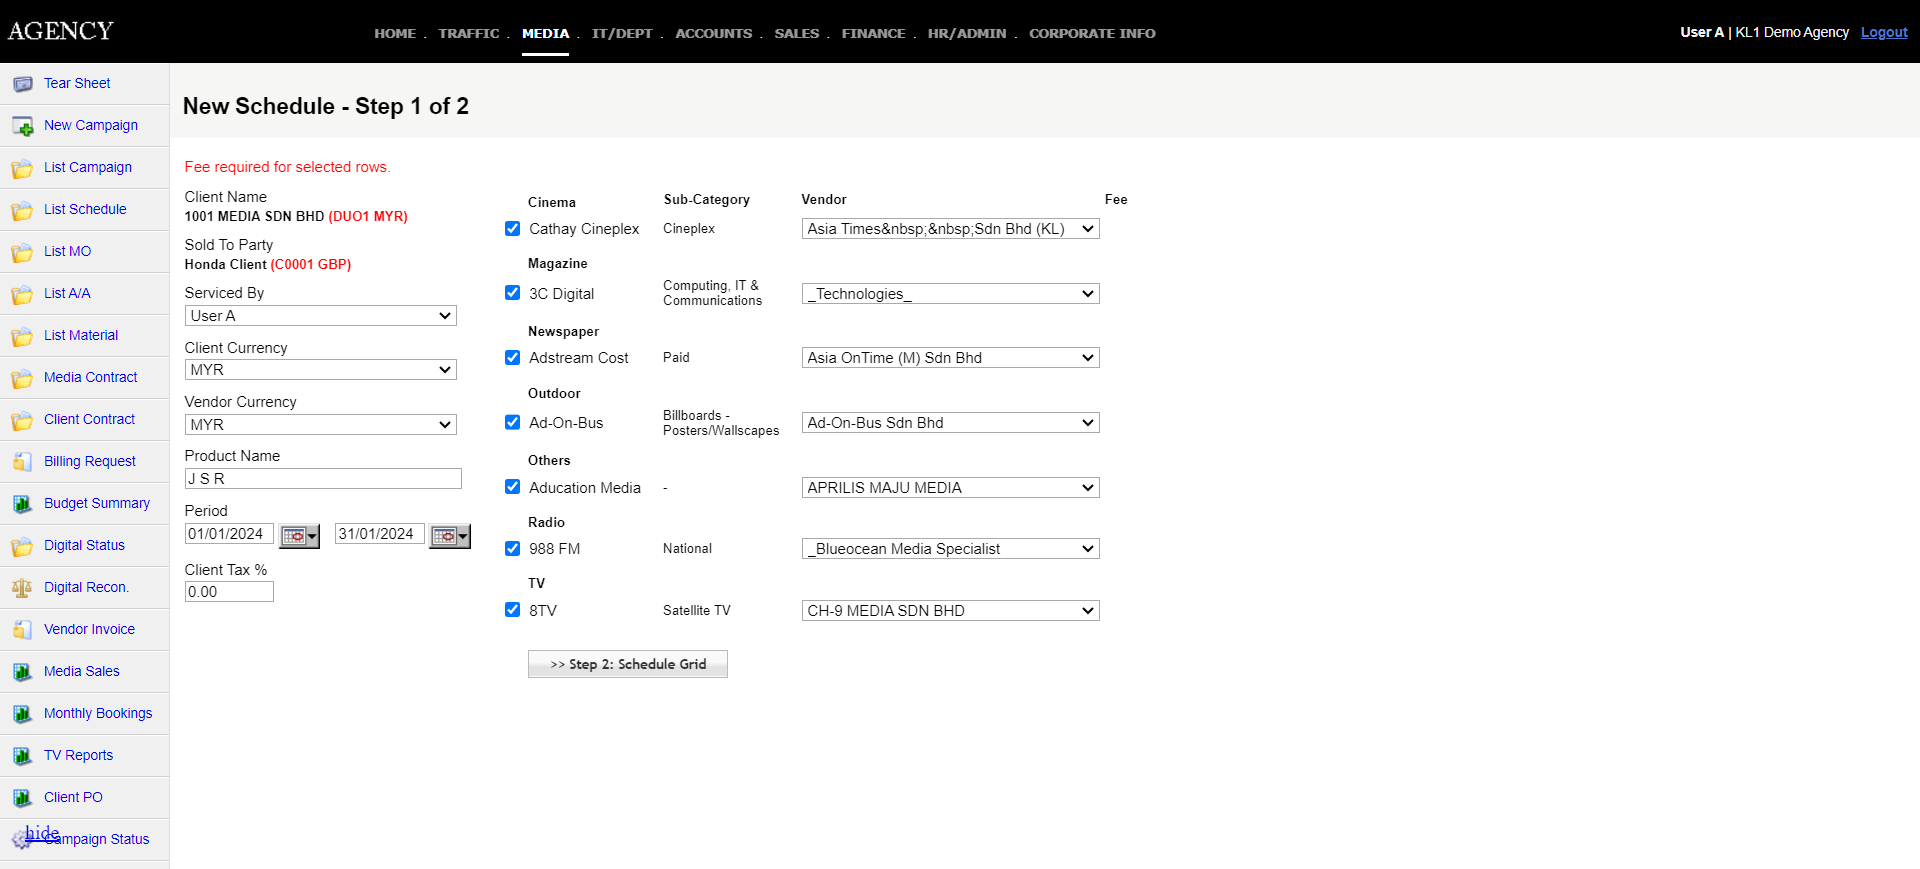 AGENCY
HOME . TRAFFIC . MEDIA . IT/DEPT . ACCOUNTS . SALES . FINANCE . HR/ADMIN . CORPORATE INFO
User A | KL1 Demo Agency Logout
Tear Sheet
New Campaign
List Campaign
List Schedule
List MO
List A/A
List Material
Media Contract
Client Contract
Billing Request
Budget Summary
Digital Status
Digital Recon.
Vendor Invoice
Media Sales
Monthly Bookings
TV Reports
Client PO
hide
Campaign Status
New Schedule - Step 1 of 2
Fee required for selected rows.
Client Name
1001 MEDIA SDN BHD (DUO1 MYR)
Sold To Party
Honda Client (C0001 GBP)
Serviced By
User A
Client Currency
MYR
Vendor Currency
MYR
Product Name
J S R
Period
01/01/2024 31/01/2024
Client Tax %
0.00
Cinema Sub-Category Vendor Fee
Cathay Cineplex Cineplex Asia Times&nbsp;&nbsp;Sdn Bhd (KL)
Magazine
3C Digital Computing, IT &
Communications _Technologies_
Newspaper
Adstream Cost Paid Asia OnTime (M) Sdn Bhd
Outdoor
Ad-On-Bus Billboards -
Posters/Wallscapes Ad-On-Bus Sdn Bhd
Others
Aducation Media - APRILIS MAJU MEDIA
Radio
988 FM National _Blueocean Media Specialist
TV
8TV Satellite TV CH-9 MEDIA SDN BHD
>> Step 2: Schedule Grid